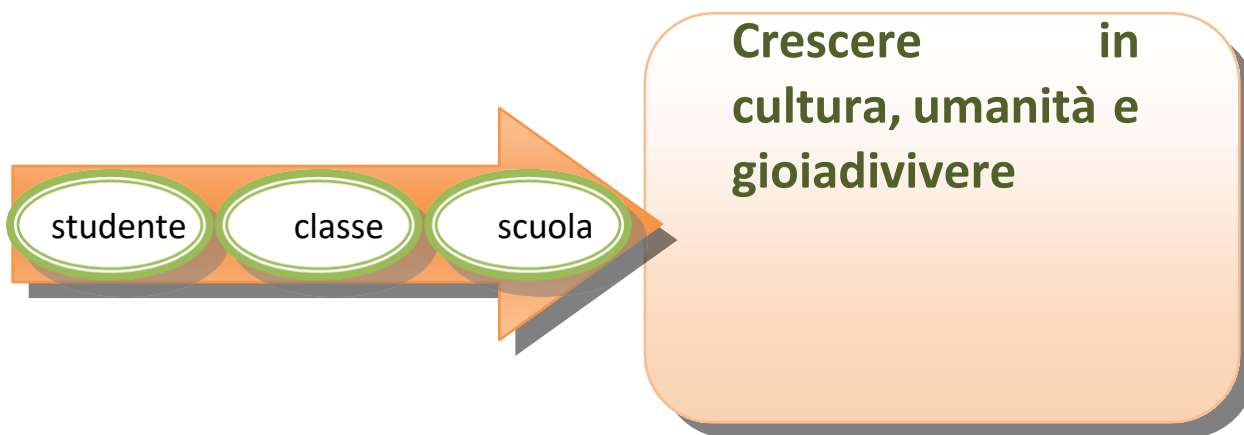 studente
classe
scuola
Crescere in
cultura, umanità e
gioiadivivere